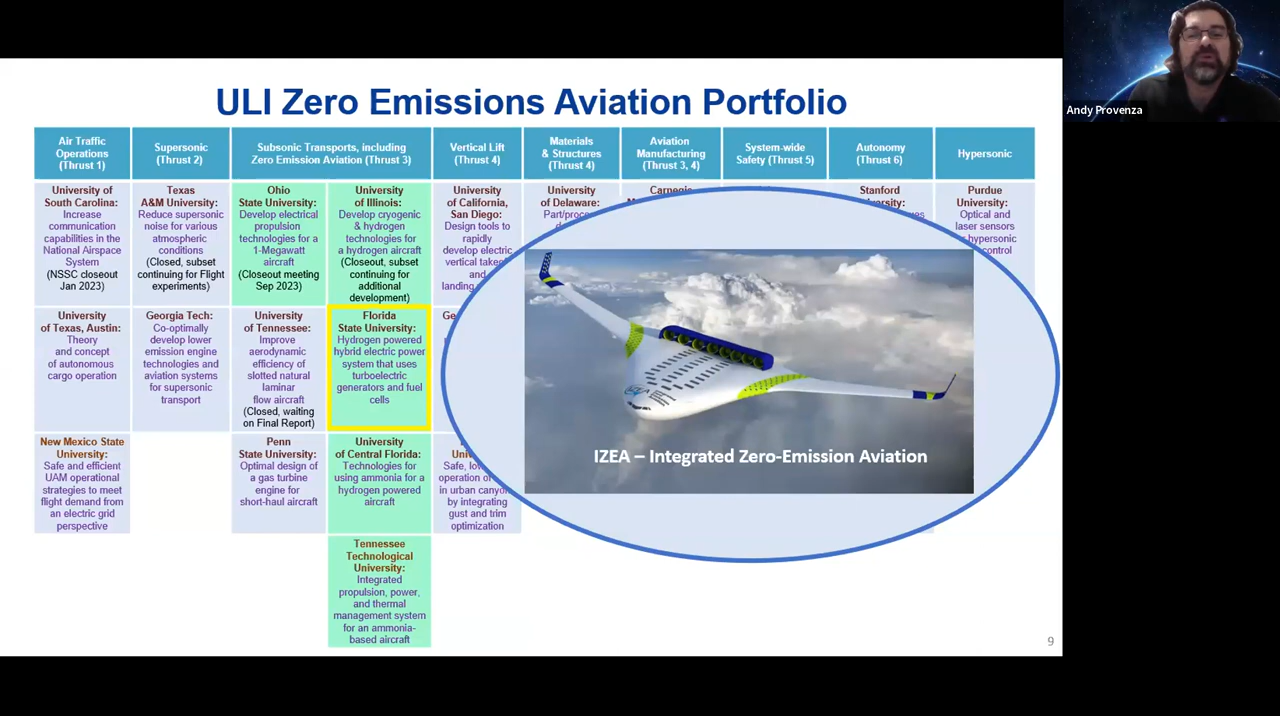 ULI Zero Emissions Aviation Portfolio
Andy Provenza
Air Traffic
Operations
(Thrust 1)
Supersonic
(Thrust 2)
Subsonic Transports, including
Zero Emission Aviation (Thrust 3)
Vertical Lift
(Thrust 4)
Materials
& Structures
(Thrust 4)
Aviation
Manufacturing
(Thrust 3, 4)
System-wide
Safety (Thrust 5)
Autonomy
(Thrust 6)
Hypersonic
University of
South Carolina:
Increase
communication
capabilities in the
National Airspace
System
(NSSC closeout
Jan 2023)
Texas
A&M University:
Reduce supersonic
noise for various
atmospheric
conditions
(Closed, subset
continuing for Flight
experiments)
Ohio
State University:
Develop electrical
propulsion
technologies for a
1-Megawatt
aircraft
(Closeout meeting
Sep 2023)
University
of Illinois:
Develop cryogenic
& hydrogen
technologies for
a hydrogen aircraft
(Closeout, subset
continuing for
additional
development)
University
of California,
San Diego:
Design tools to
rapidly
develop electric
vertical
and
landing
University
of Delaware:
Stanford
Purdue
University:
Optical and
laser sensors
hypersonic
control
University
of Texas, Austin:
Theory
and concept
of autonomous
cargo operation
Georgia Tech:
Co-optimally
develop lower
emission engine
technologies and
aviation systems
for supersonic
transport
University
of Tennessee:
Improve
aerodynamic
efficiency of
slotted natural
laminar
flow aircraft
(Closed, waiting
on Final Report)
Florida
State University:
Hydrogen powered
hybrid electric power
system that uses
turboelectric
generators and fuel
cells
New Mexico State
University:
Safe and efficient
UAM operational
strategies to meet
flight demand from
an electric grid
perspective
Penn
State University:
Optimal design of
a gas turbine
engine for
short-haul aircraft
University
of Central Florida:
Technologies for
using ammonia for a
hydrogen powered
aircraft
Safe,
operation of
in urban
by integrating
gust and trim
optimization
Tennessee
Technological
University:
Integrated
propulsion, power,
and thermal
management system
for an ammonia-
based aircraft
IZEA – Integrated Zero-Emission Aviation
9